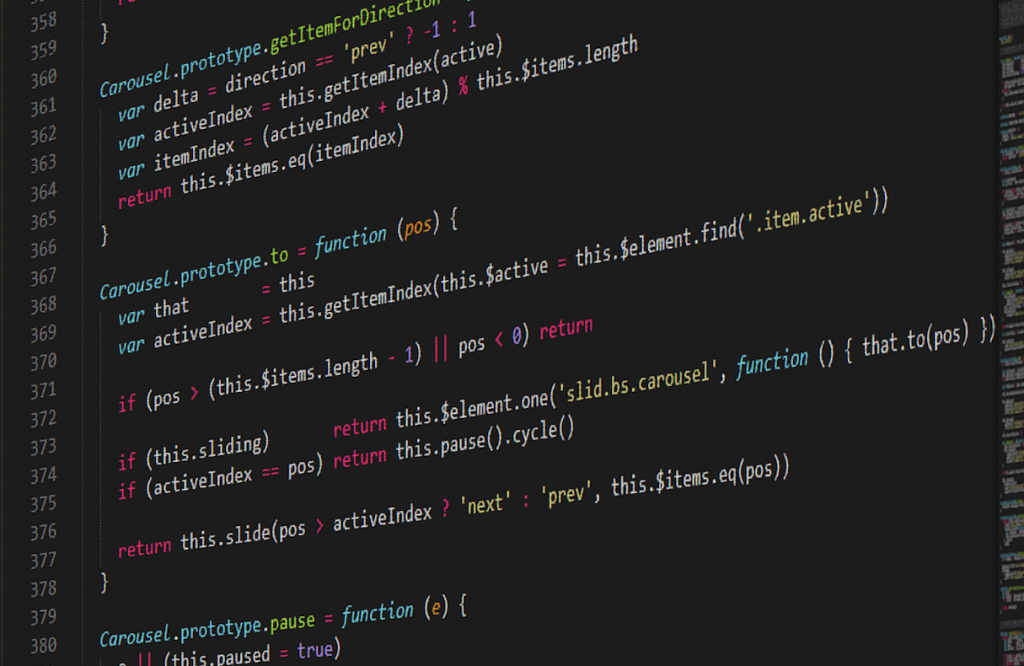 358
359 }
360
361 Carousel.prototype.getItemForDirection
362 var delta = direction == 'prev' ? -1 : 1
363 var activeIndex = this.getItemIndex(active)
364 var itemIndex = (activeIndex + delta) % this.$items.length
365 return this.$items.eq(itemIndex)
366 }
367
368 Carousel.prototype.to = function (pos) {
369 var that = this
370 var activeIndex = this.getItemIndex(this.$active = this.$element.find('.item.active'))
371
372 if (pos > (this.$items.length - 1) || pos < 0) return
373
374 if (this.sliding) return this.$element.one('slid.bs.carousel', function () { that.to(pos) })
375 if (activeIndex == pos) return this.pause().cycle()
376
377 return this.slide(pos > activeIndex ? 'next' : 'prev', this.$items.eq(pos))
378 }
379
380 Carousel.prototype.pause = function (e) {
|| (this.paused = true)